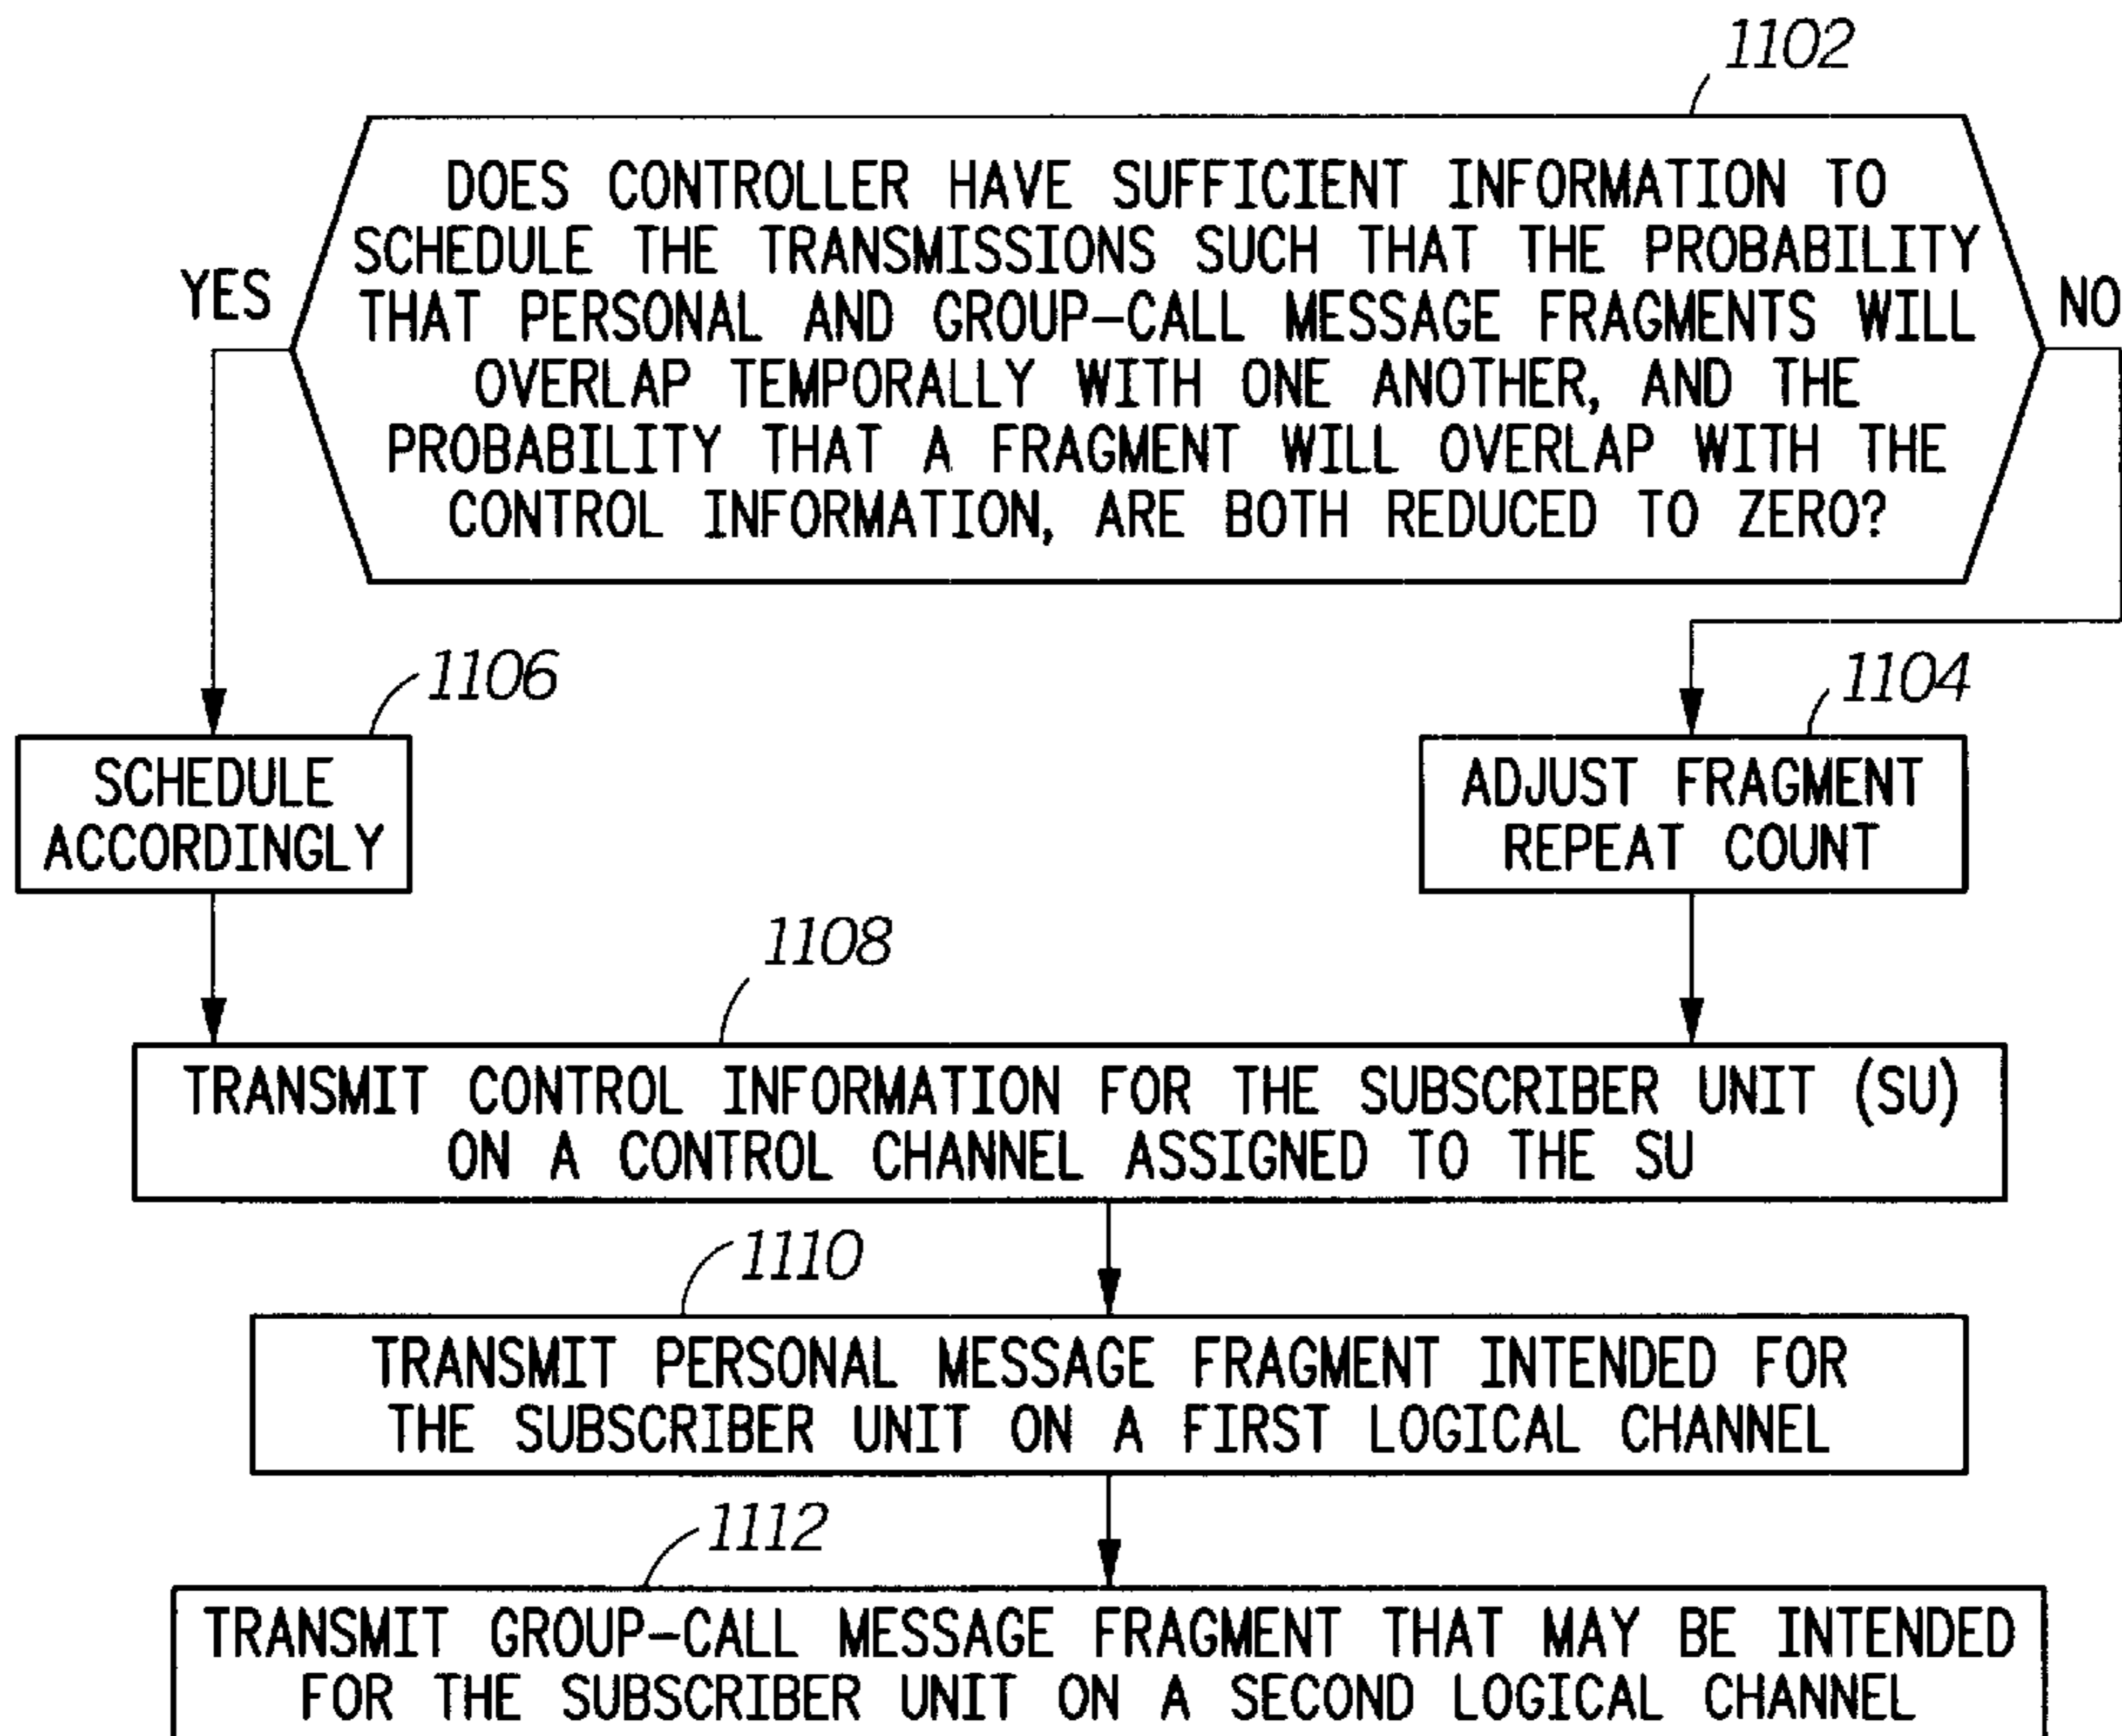 1102
DOES CONTROLLER HAVE SUFFICIENT INFORMATION TO
SCHEDULE THE TRANSMISSIONS SUCH THAT THE PROBABILITY
THAT PERSONAL AND GROUP-CALL MESSAGE FRAGMENTS WILL
OVERLAP TEMPORALLY WITH ONE ANOTHER, AND THE
PROBABILITY THAT A FRAGMENT WILL OVERLAP WITH THE
CONTROL INFORMATION, ARE BOTH REDUCED TO ZERO?
YES
NO
1106
SCHEDULE
ACCORDINGLY
1104
ADJUST FRAGMENT
REPEAT COUNT
1108
TRANSMIT CONTROL INFORMATION FOR THE SUBSCRIBER UNIT (SU)
ON A CONTROL CHANNEL ASSIGNED TO THE SU
1110
TRANSMIT PERSONAL MESSAGE FRAGMENT INTENDED FOR
THE SUBSCRIBER UNIT ON A FIRST LOGICAL CHANNEL
1112
TRANSMIT GROUP-CALL MESSAGE FRAGMENT THAT MAY BE INTENDED
FOR THE SUBSCRIBER UNIT ON A SECOND LOGICAL CHANNEL